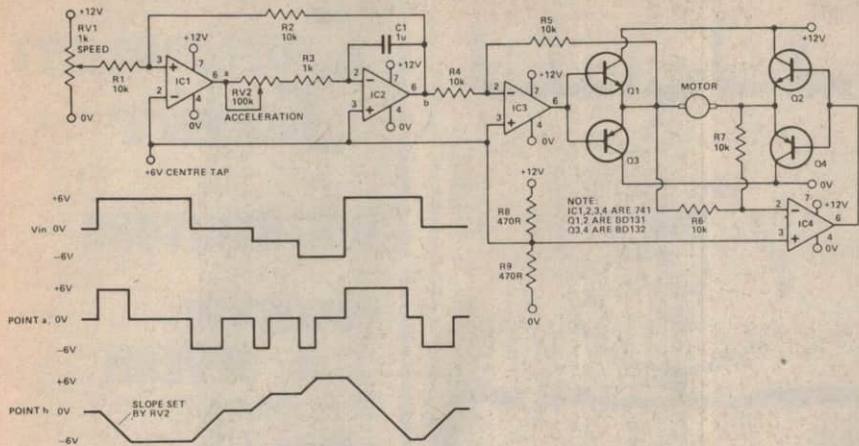 +12V
RV1
1k
SPEED
0V
R1
10k
R2
10k
3
2
+12V
7
IC1
6
a
4
0V
RV2
100k
ACCELERATION
R3
1k
C1
1u
2
3
+12V
7
IC2
6
b
4
0V
R4
10k
R5
10k
2
3
+12V
7
IC3
6
4
0V
Q1
Q3
MOTOR
+12V
Q2
Q4
R7
10k
0V
R6
10k
2
3
7
+12V
6
IC4
4
0V
+6V CENTRE TAP
+12V
R8
470R
R9
470R
0V
NOTE:
IC1,2,3,4 ARE 741
Q1,2 ARE BD131
Q3,4 ARE BD132
+6V
Vin 0V
−6V
+6V
POINT a, 0V
−6V
+6V
POINT b 0V
−6V
SLOPE SET
BY RV2